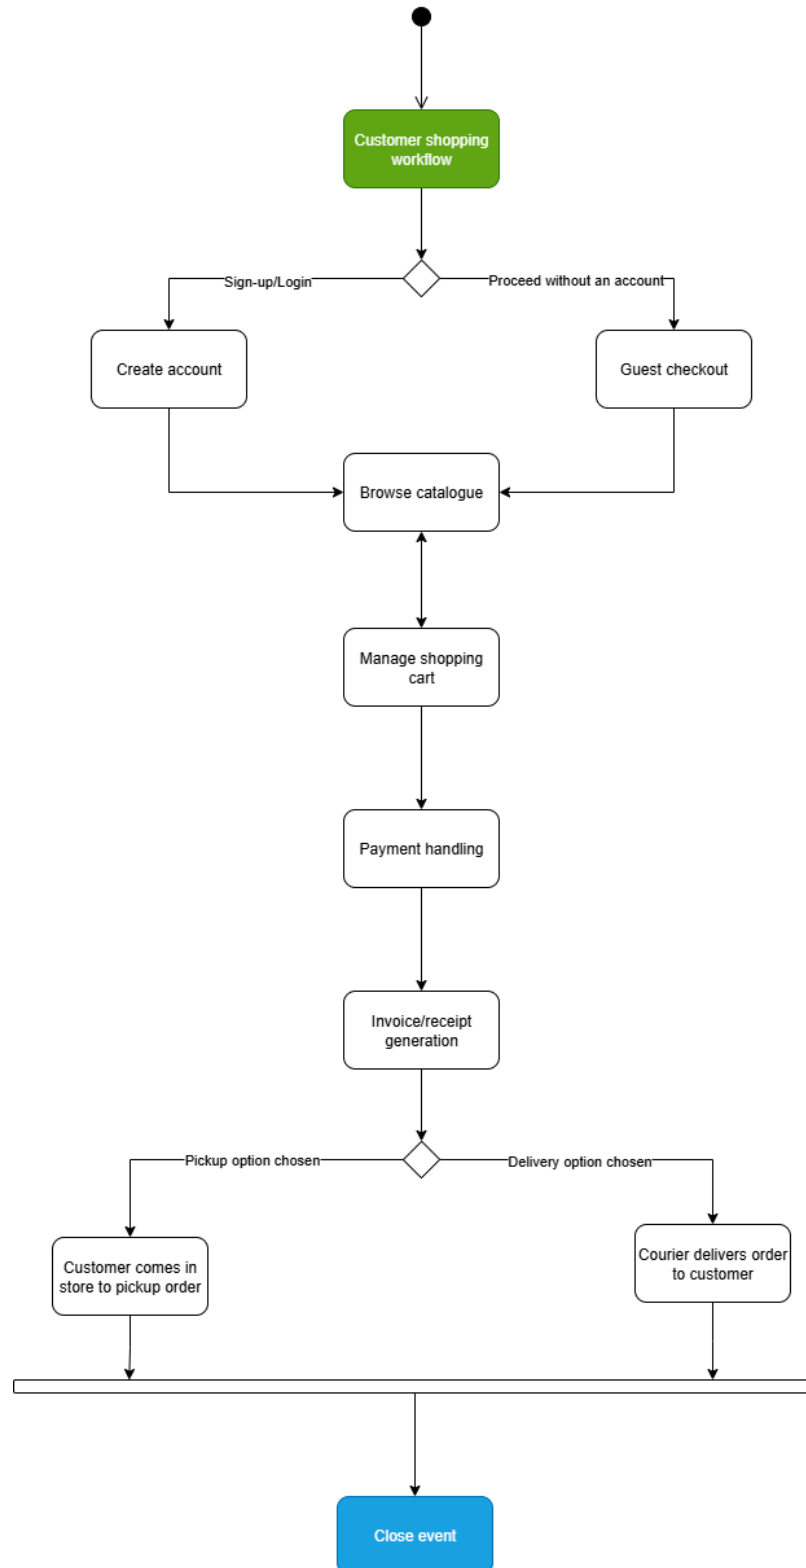 Customer shopping
workflow
Sign-up/Login
Proceed without an account
Create account
Guest checkout
Browse catalogue
Manage shopping
cart
Payment handling
Invoice/receipt
generation
Pickup option chosen
Delivery option chosen
Customer comes in
store to pickup order
Courier delivers order
to customer
Close event